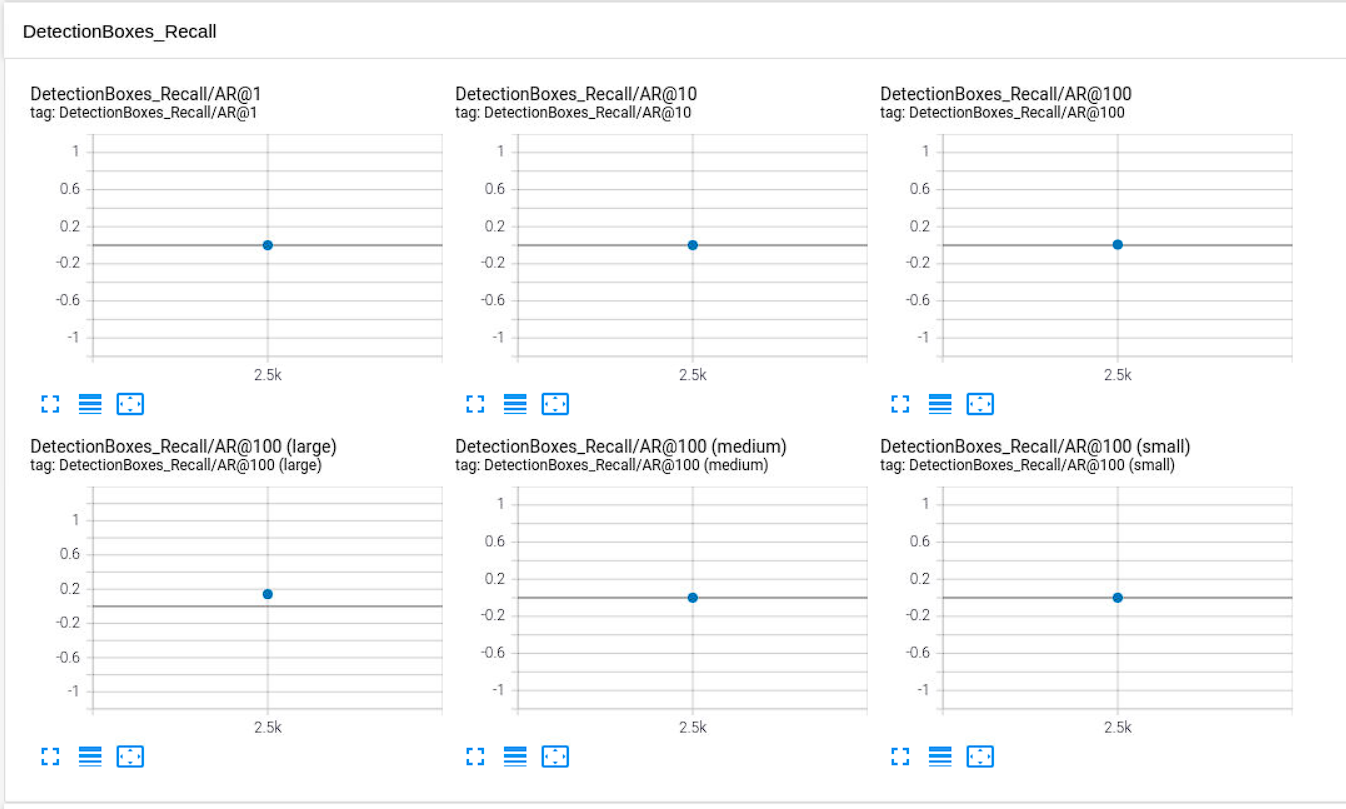 DetectionBoxes_Recall
DetectionBoxes_Recall/AR@1
tag: DetectionBoxes_Recall/AR@1
1
0.6
0.2
-0.2
-0.6
-1
2.5k
DetectionBoxes_Recall/AR@10
tag: DetectionBoxes_Recall/AR@10
1
0.6
0.2
-0.2
-0.6
-1
2.5k
DetectionBoxes_Recall/AR@100
tag: DetectionBoxes_Recall/AR@100
1
0.6
0.2
-0.2
-0.6
-1
2.5k
DetectionBoxes_Recall/AR@100 (large)
tag: DetectionBoxes_Recall/AR@100 (large)
1
0.6
0.2
-0.2
-0.6
-1
2.5k
DetectionBoxes_Recall/AR@100 (medium)
tag: DetectionBoxes_Recall/AR@100 (medium)
1
0.6
0.2
-0.2
-0.6
-1
2.5k
DetectionBoxes_Recall/AR@100 (small)
tag: DetectionBoxes_Recall/AR@100 (small)
1
0.6
0.2
-0.2
-0.6
-1
2.5k